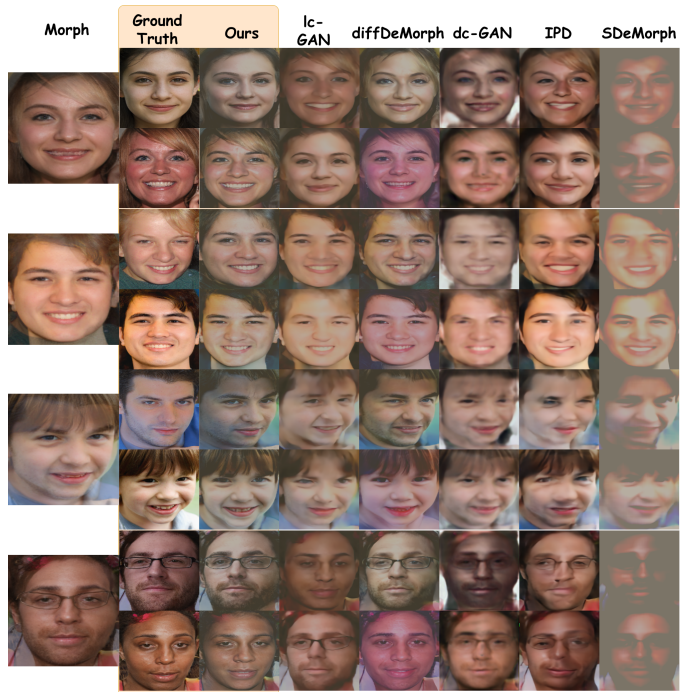 Morph
Ground
Truth
Ours
lc-
GAN
diffDeMorph
dc-GAN
IPD
SDeMorph